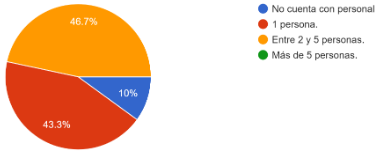 46.7%
10%
43.3%
No cuenta con personal
1 persona.
Entre 2 y 5 personas.
Más de 5 personas.